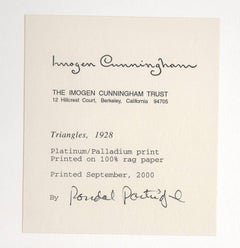 Imogen Cunningham
THE IMOGEN CUNNINGHAM TRUST
12 Hillcrest Court, Berkeley, California 94705
Triangles, 1928
Platinum/Palladium print
Printed on 100% rag paper
Printed September, 2000
By Rondal Partridge